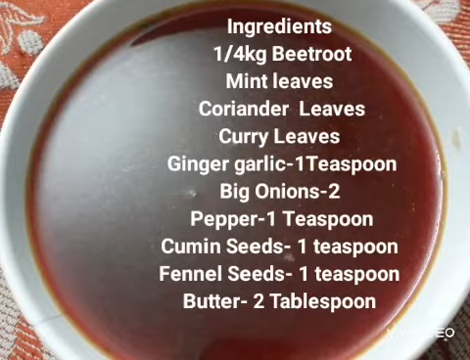 Ingredients
1/4kg Beetroot
Mint leaves
Coriander Leaves
Curry Leaves
Ginger garlic-1Teaspoon
Big Onions-2
Pepper-1 Teaspoon
Cumin Seeds- 1 teaspoon
Fennel Seeds- 1 teaspoon
Butter- 2 Tablespoon